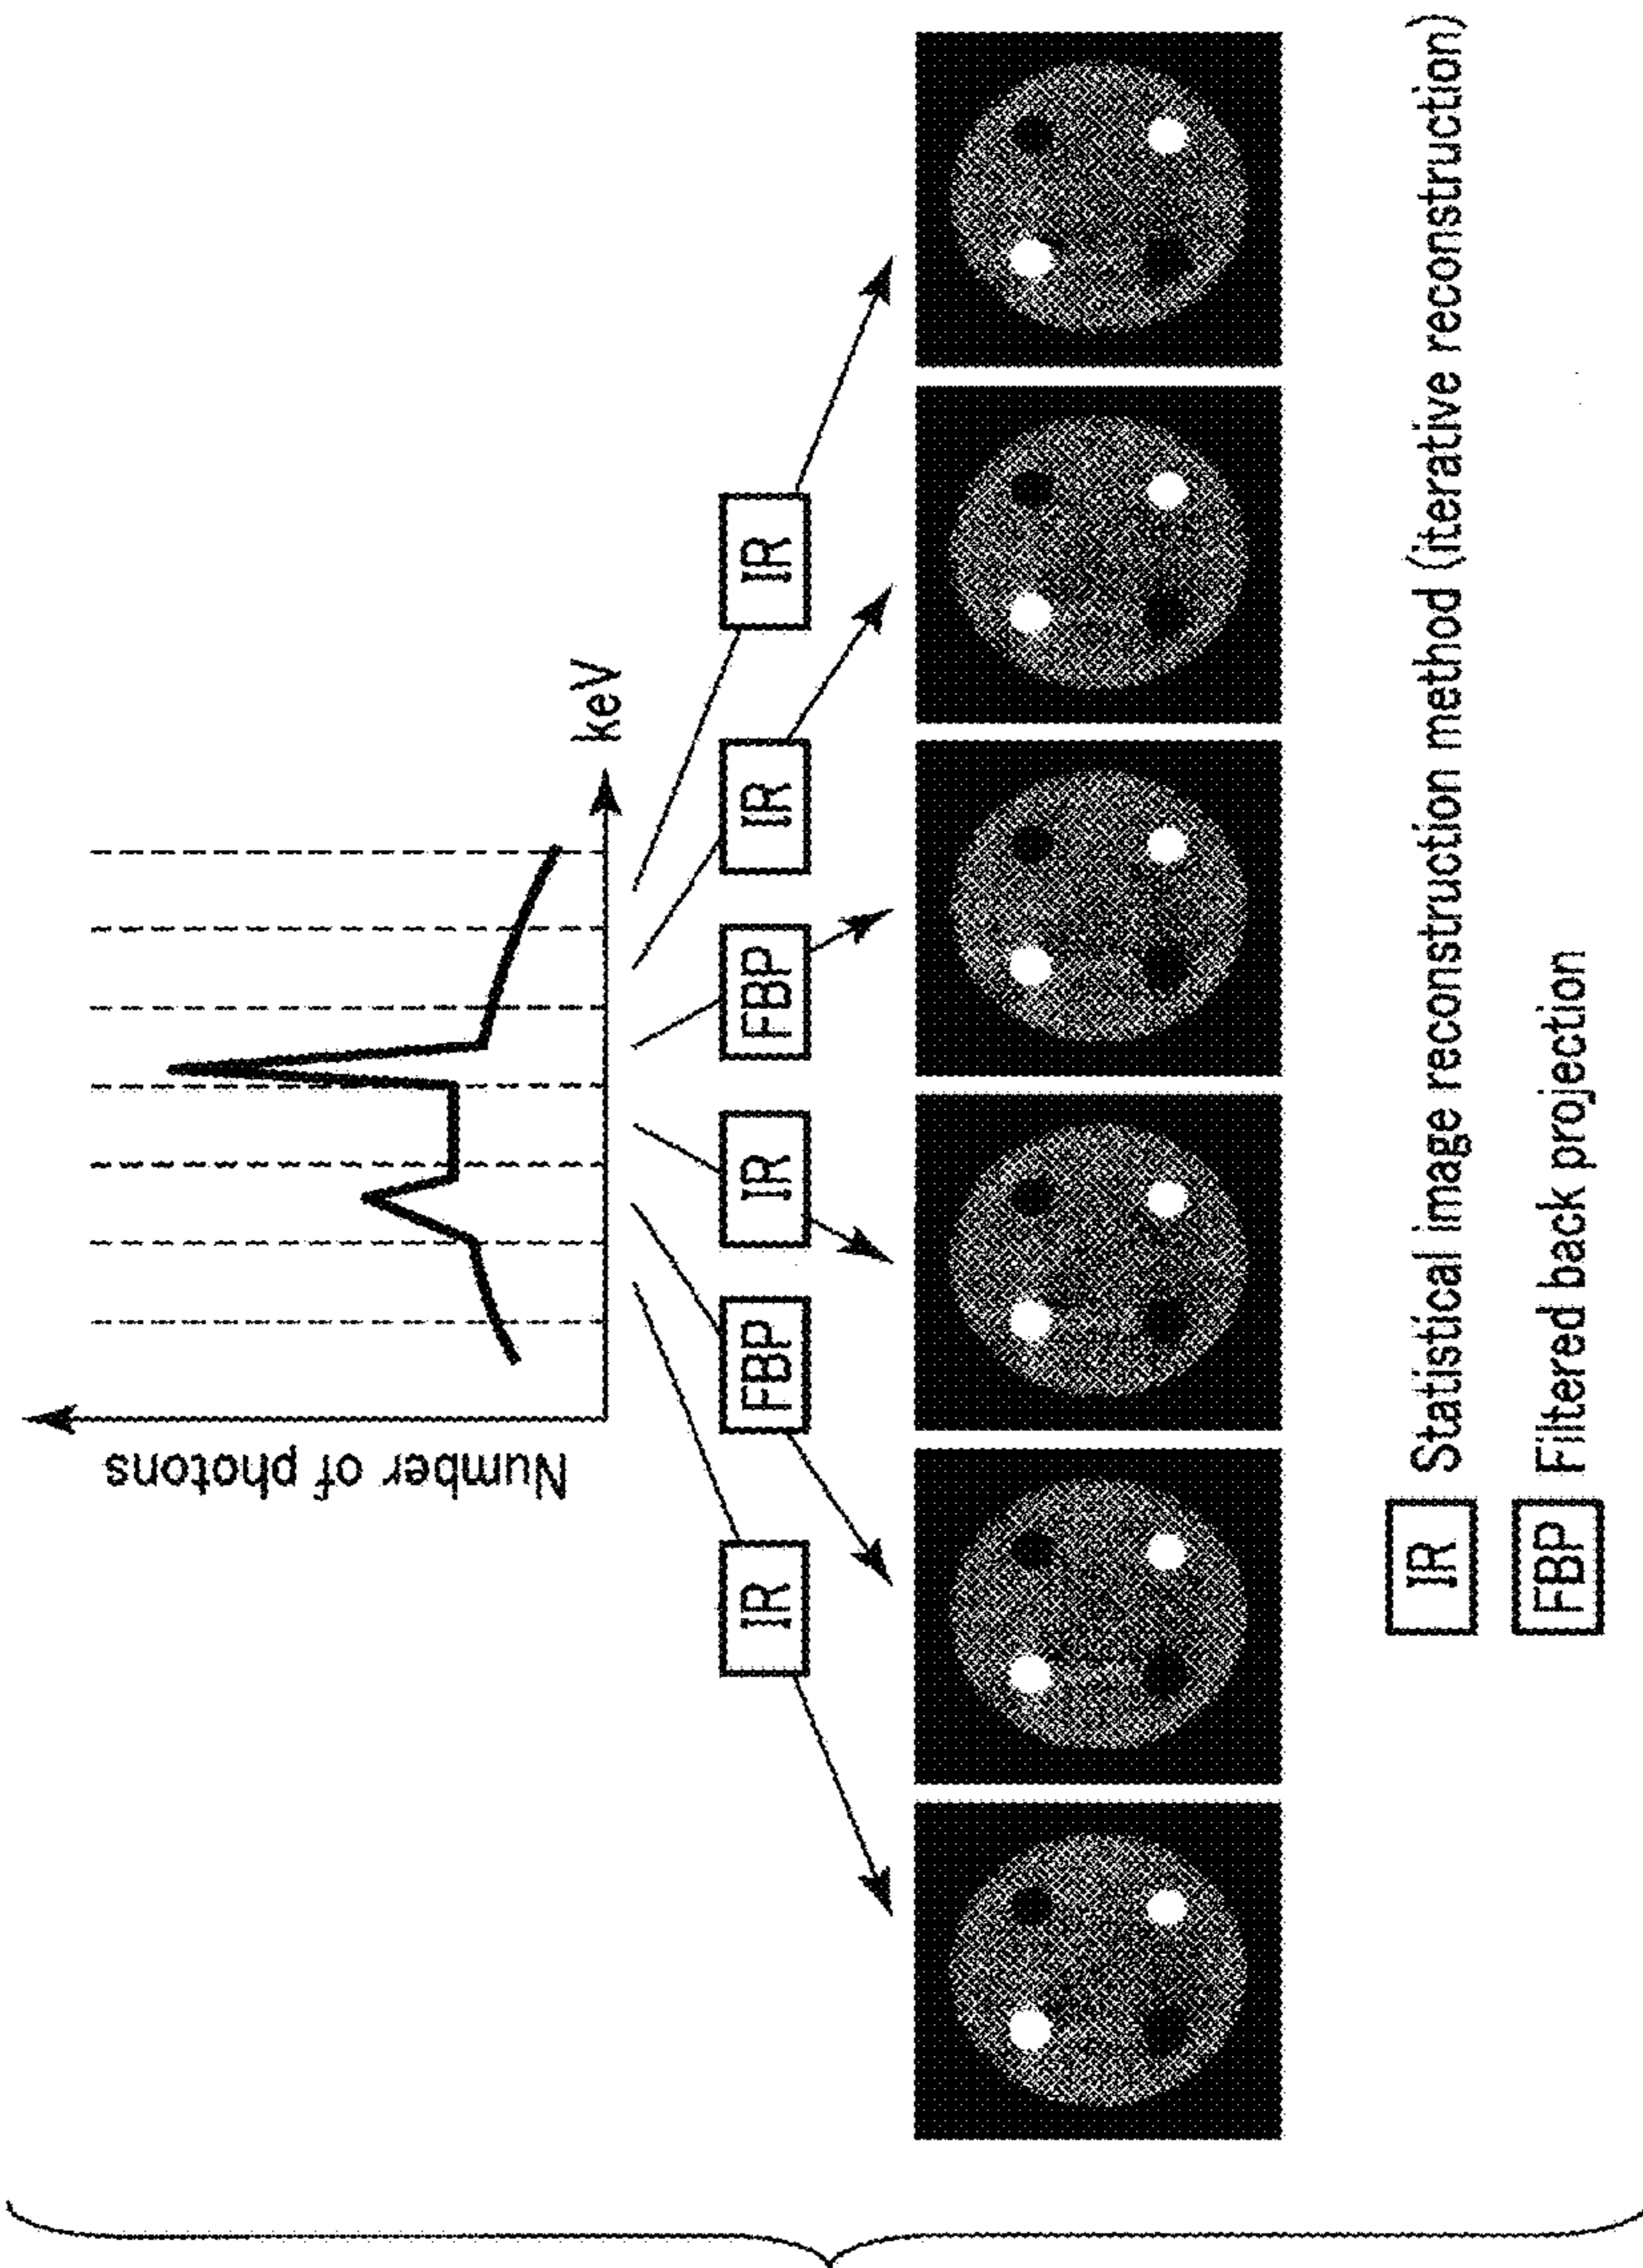 Number of photons
keV
IR
FBP
IR
FBP
IR
IR
IR Statistical image reconstruction method (iterative reconstruction)
FBP Filtered back projection